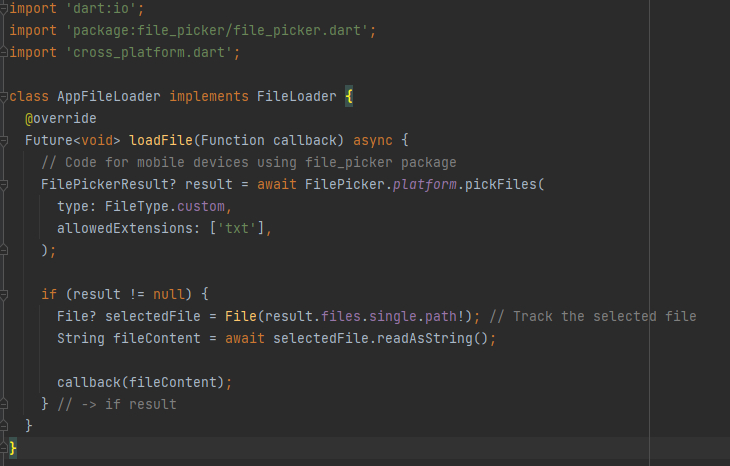 import 'dart:io';
import 'package:file_picker/file_picker.dart';
import 'cross_platform.dart';

class AppFileLoader implements FileLoader {
  @override
  Future<void> loadFile(Function callback) async {
    // Code for mobile devices using file_picker package
    FilePickerResult? result = await FilePicker.platform.pickFiles(
      type: FileType.custom,
      allowedExtensions: ['txt'],
    );

    if (result != null) {
      File? selectedFile = File(result.files.single.path!); // Track the selected file
      String fileContent = await selectedFile.readAsString();

      callback(fileContent);
    } // -> if result
  }
}